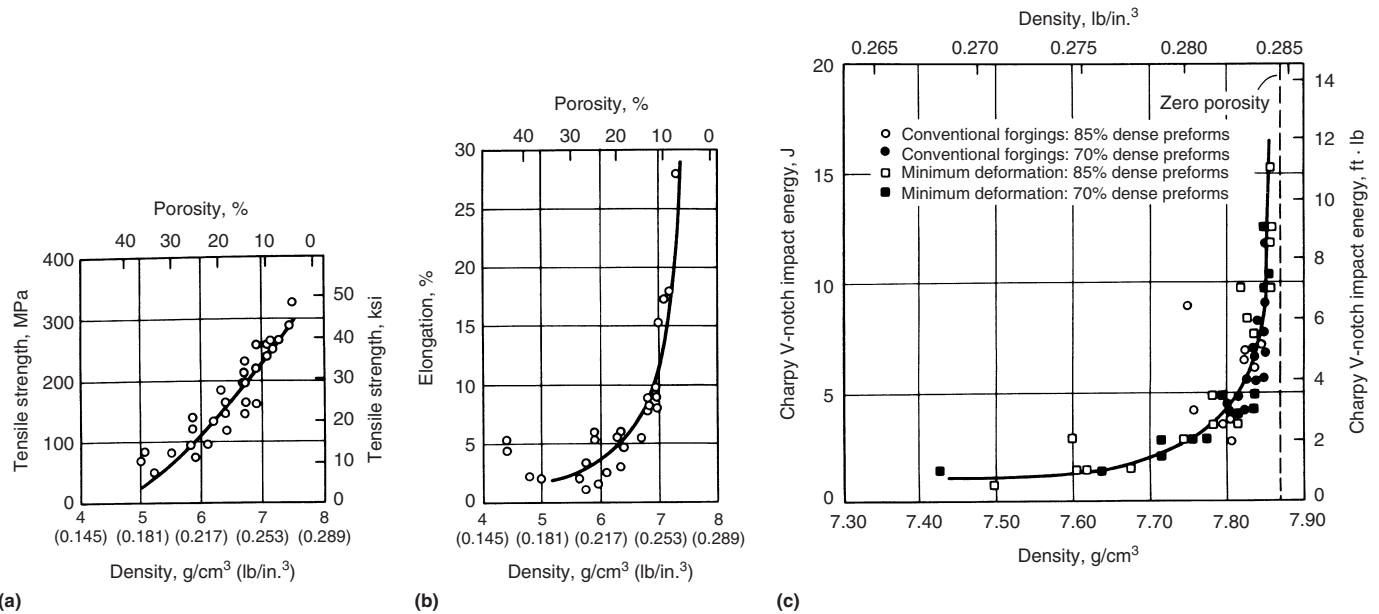 Porosity, %
40 30 20 10 0
400
300
200
100
0
Tensile strength, MPa
50
40
30
20
10
0
Tensile strength, ksi
4 5 6 7 8
(0.145) (0.181) (0.217) (0.253) (0.289)
Density, g/cm³ (lb/in.³)
(a)
Porosity, %
40 30 20 10 0
30
25
20
15
10
5
0
Elongation, %
4 5 6 7 8
(0.145) (0.181) (0.217) (0.253) (0.289)
Density, g/cm³ (lb/in.³)
(b)
Density, lb/in.³
0.265 0.270 0.275 0.280 0.285
20
15
10
5
0
Charpy V-notch impact energy, J
Zero porosity
Conventional forgings: 85% dense preforms
Conventional forgings: 70% dense preforms
Minimum deformation: 85% dense preforms
Minimum deformation: 70% dense preforms
14
12
10
8
6
4
2
0
Charpy V-notch impact energy, ft · lb
7.30 7.50 7.60 7.70 7.80 7.90
Density, g/cm³
(c)